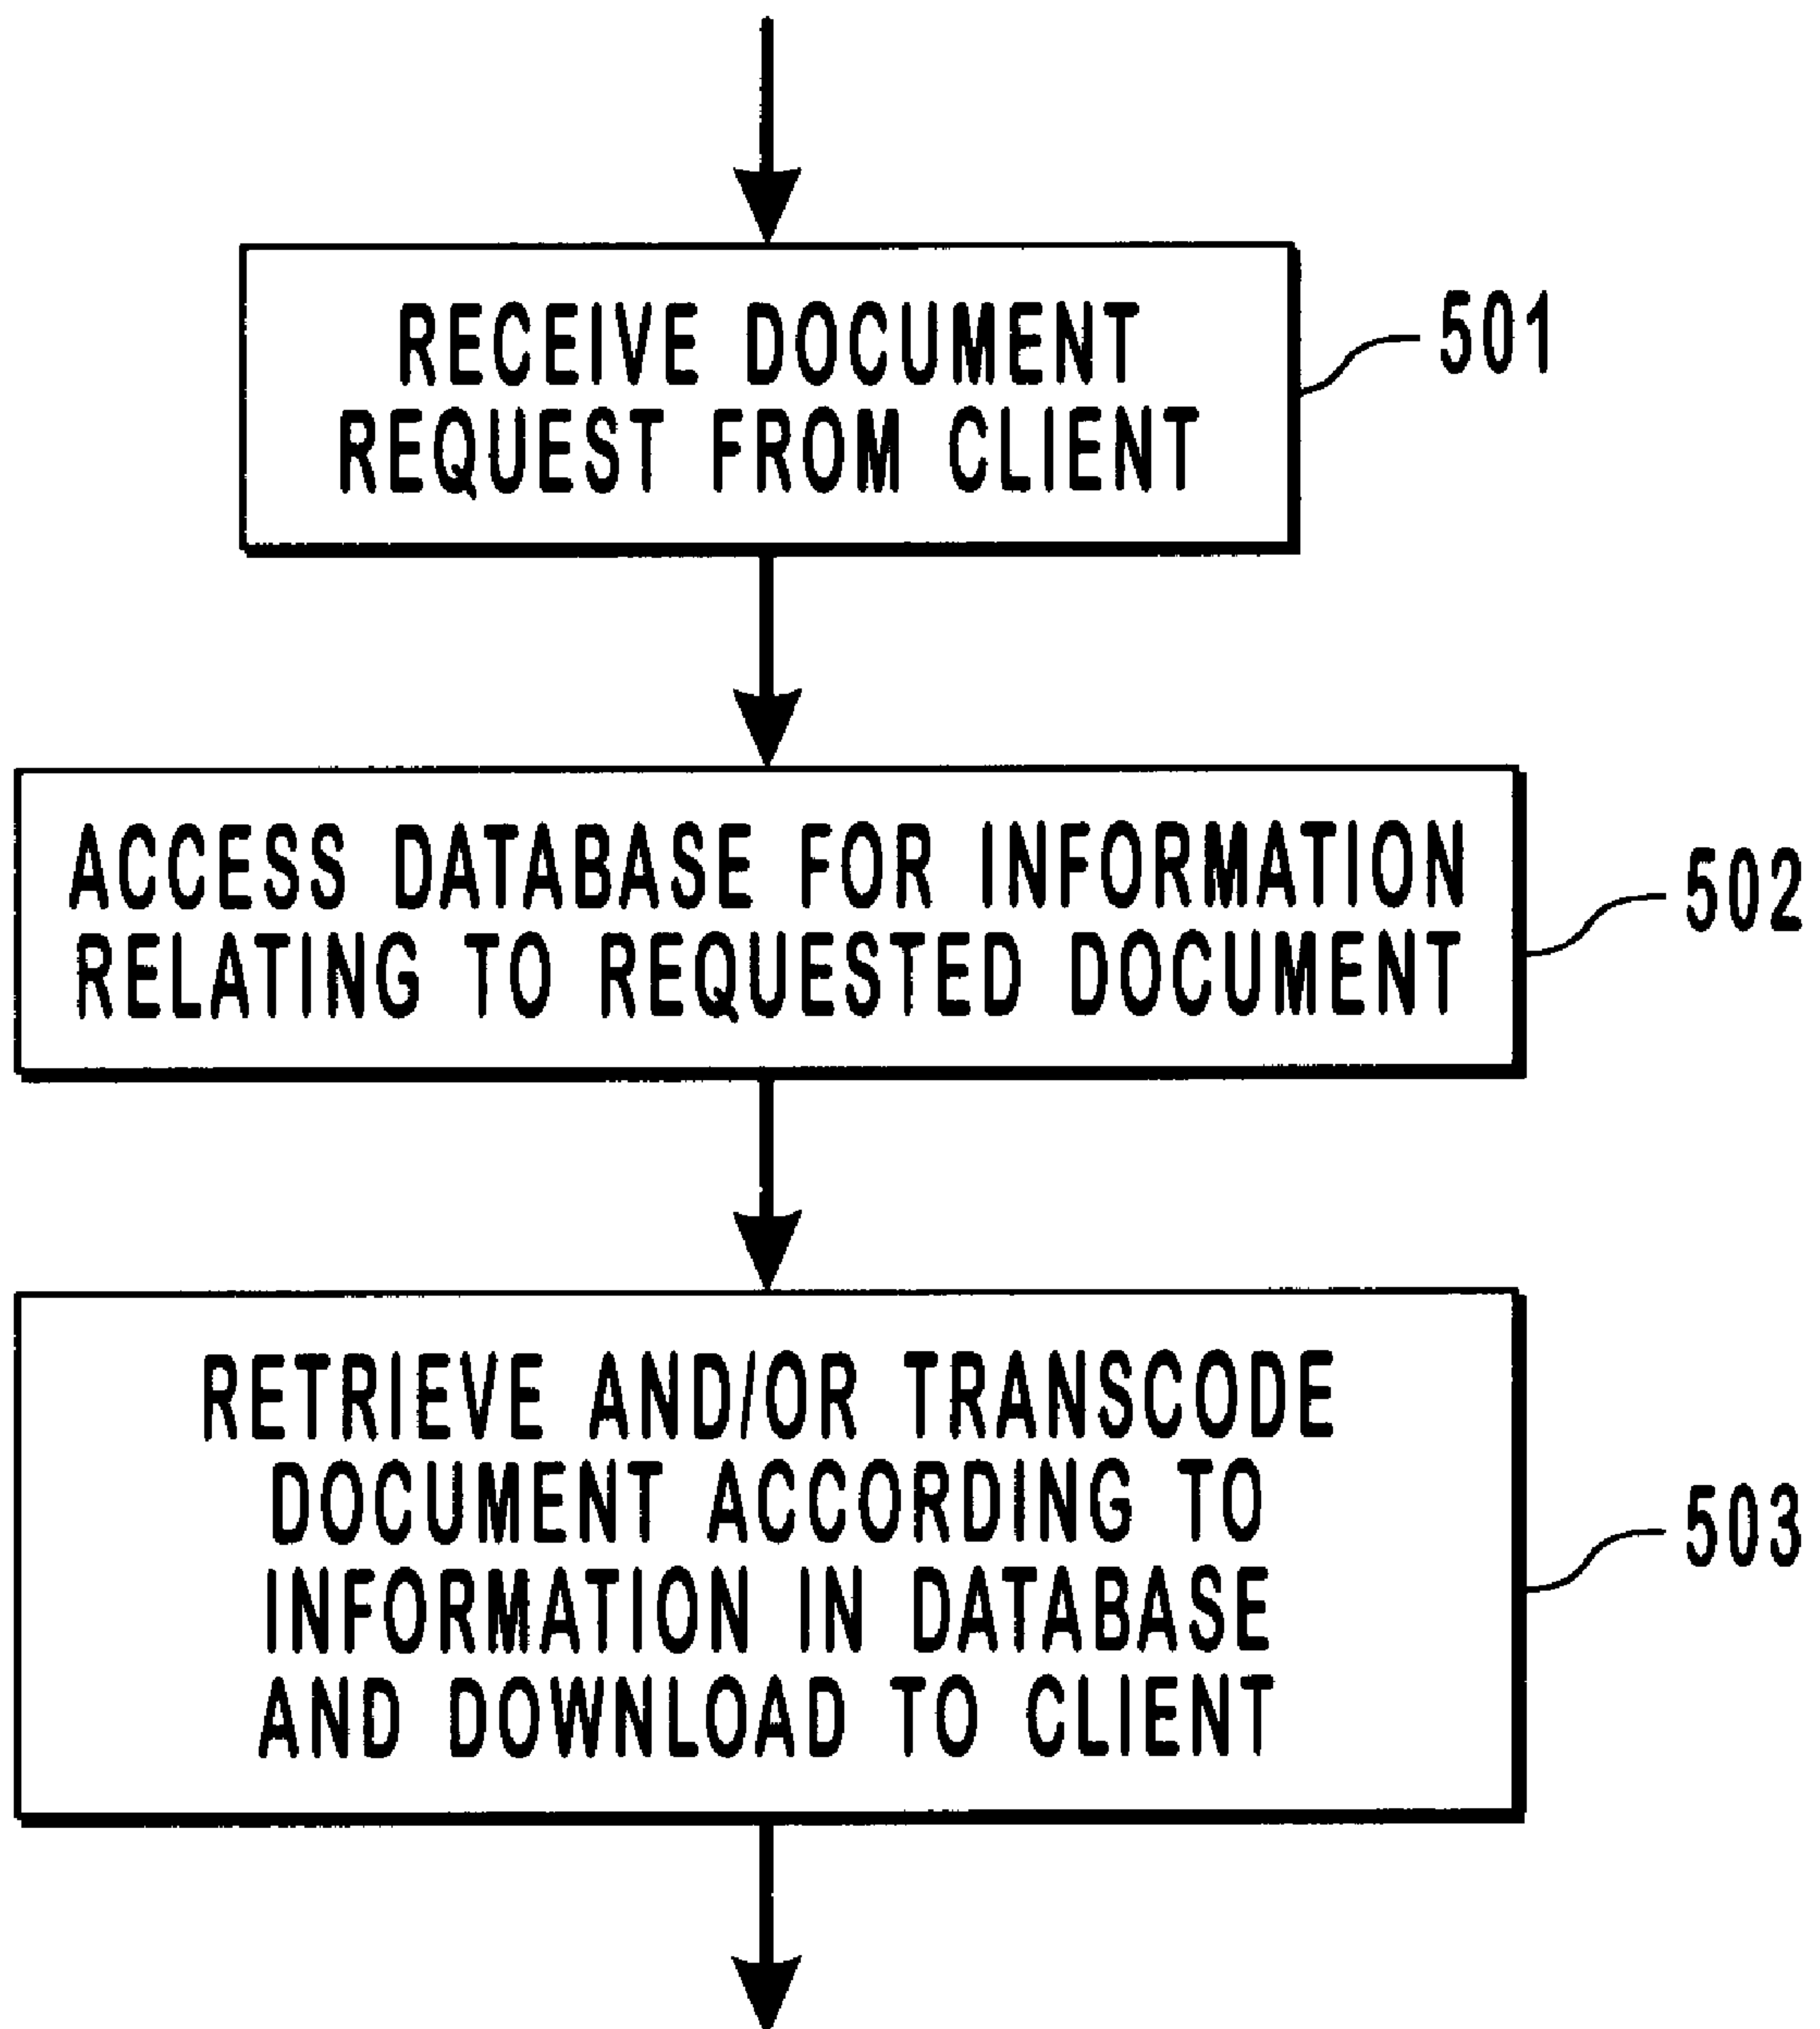 RECEIVE DOCUMENT
REQUEST FROM CLIENT
501
ACCESS DATABASE FOR INFORMATION
RELATING TO REQUESTED DOCUMENT
502
RETRIEVE AND/OR TRANSCODE
DOCUMENT ACCORDING TO
INFORMATION IN DATABASE
AND DOWNLOAD TO CLIENT
503